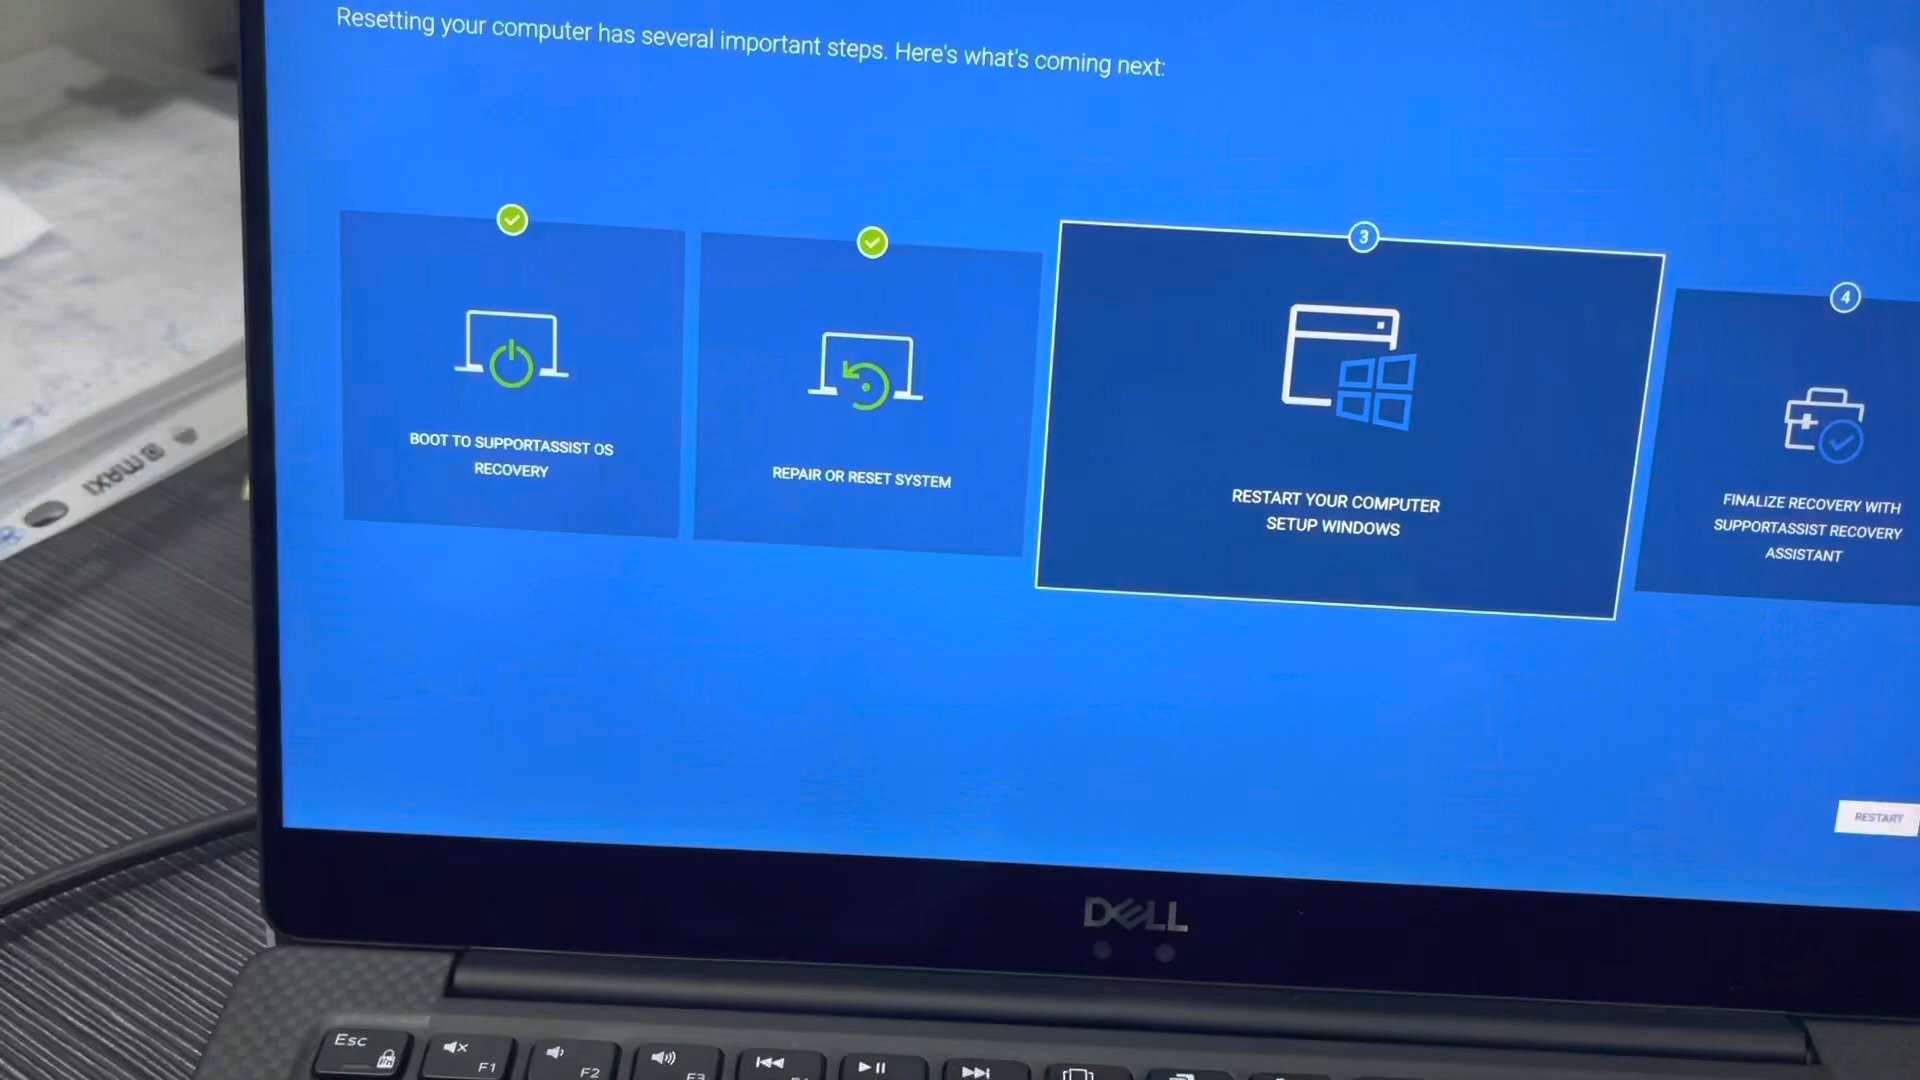 Resetting your computer has several important steps. Here's what's coming next:
3
4
BOOT TO SUPPORTASSIST OS
RECOVERY
REPAIR OR RESET SYSTEM
RESTART YOUR COMPUTER
SETUP WINDOWS
FINALIZE RECOVERY WITH
SUPPORTASSIST RECOVERY
ASSISTANT
RESTART
MAXI
DELL
Esc
F1
F2
F3